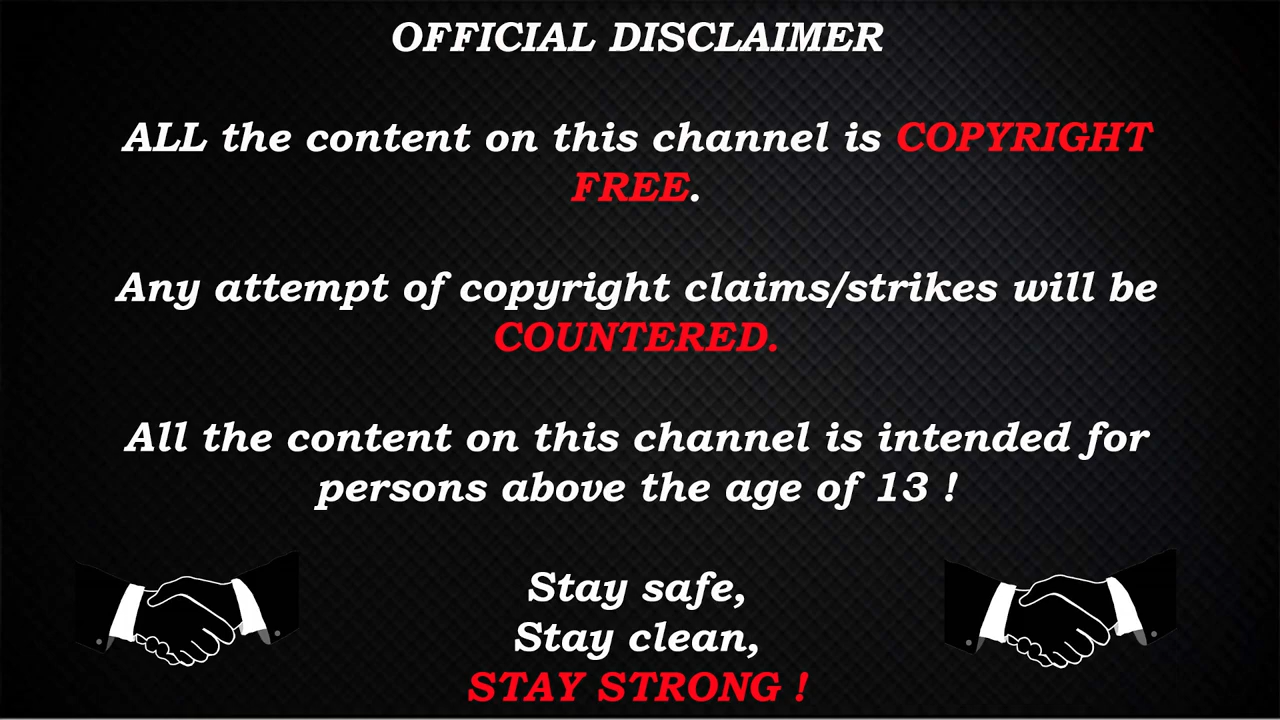 OFFICIAL DISCLAIMER
ALL the content on this channel is COPYRIGHT
FREE.
Any attempt of copyright claims/strikes will be
COUNTERED.
All the content on this channel is intended for
persons above the age of 13 !
Stay safe,
Stay clean,
STAY STRONG !